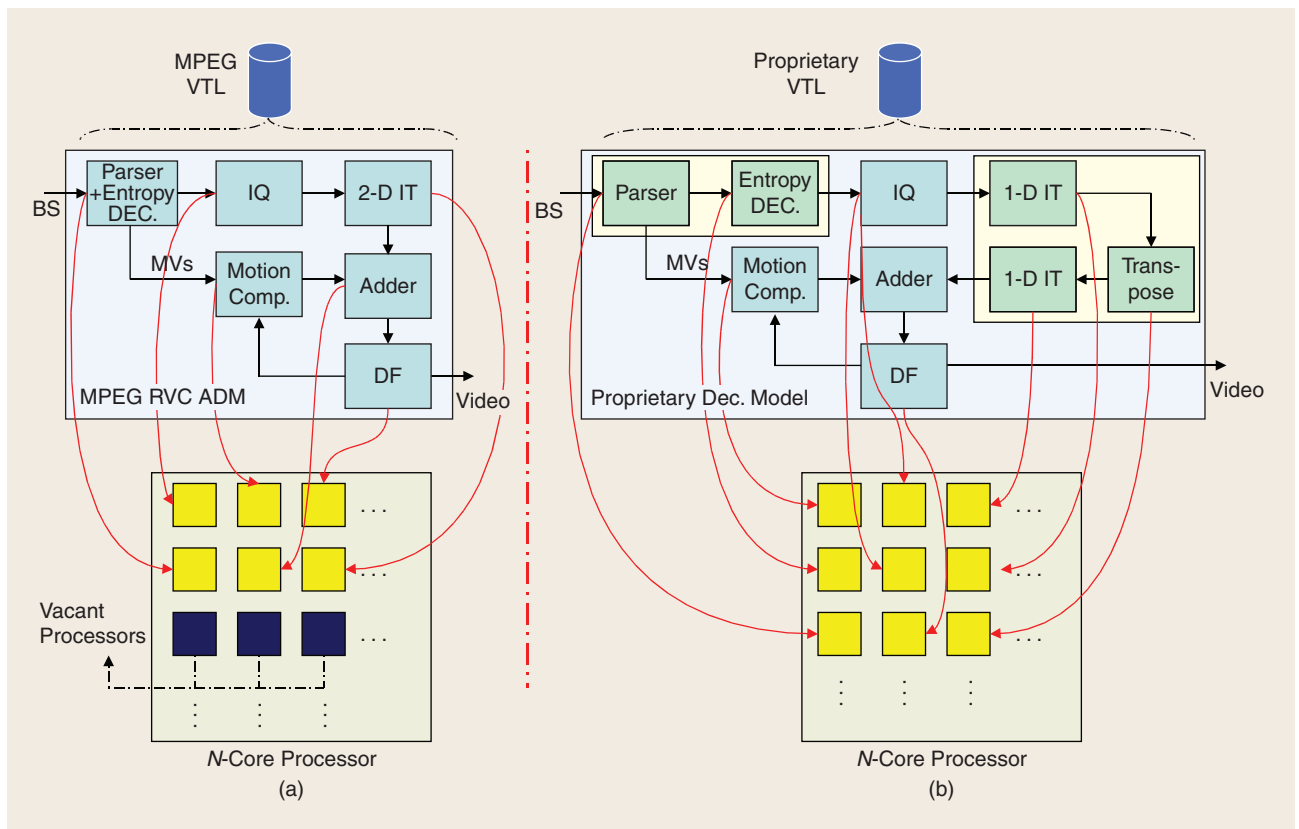 MPEG
VTL
Parser
+Entropy
DEC.
IQ
2-D IT
BS
MVs
Motion
Comp.
Adder
DF
MPEG RVC ADM
Video
. . .
. . .
Vacant
Processors
. . .
. . .
. . .
. . .
N-Core Processor
(a)
Proprietary
VTL
Parser
Entropy
DEC.
IQ
1-D IT
BS
MVs
Motion
Comp.
Adder
1-D IT
Trans-
pose
DF
Proprietary Dec. Model
Video
. . .
. . .
. . .
. . .
. . .
. . .
N-Core Processor
(b)